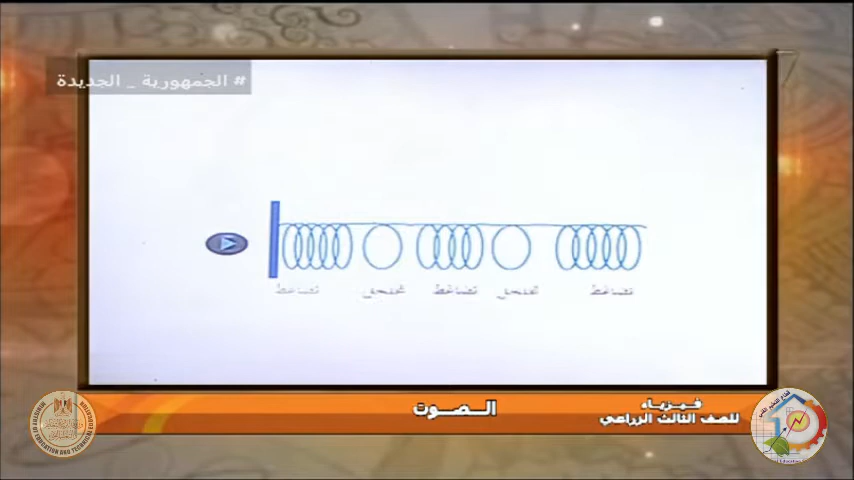 # الجمهورية _ الجديدة
تضاغط تخلخل تضاغط تخلخل تضاغط
الصوت
فيزياء
للصف الثالث الزراعي